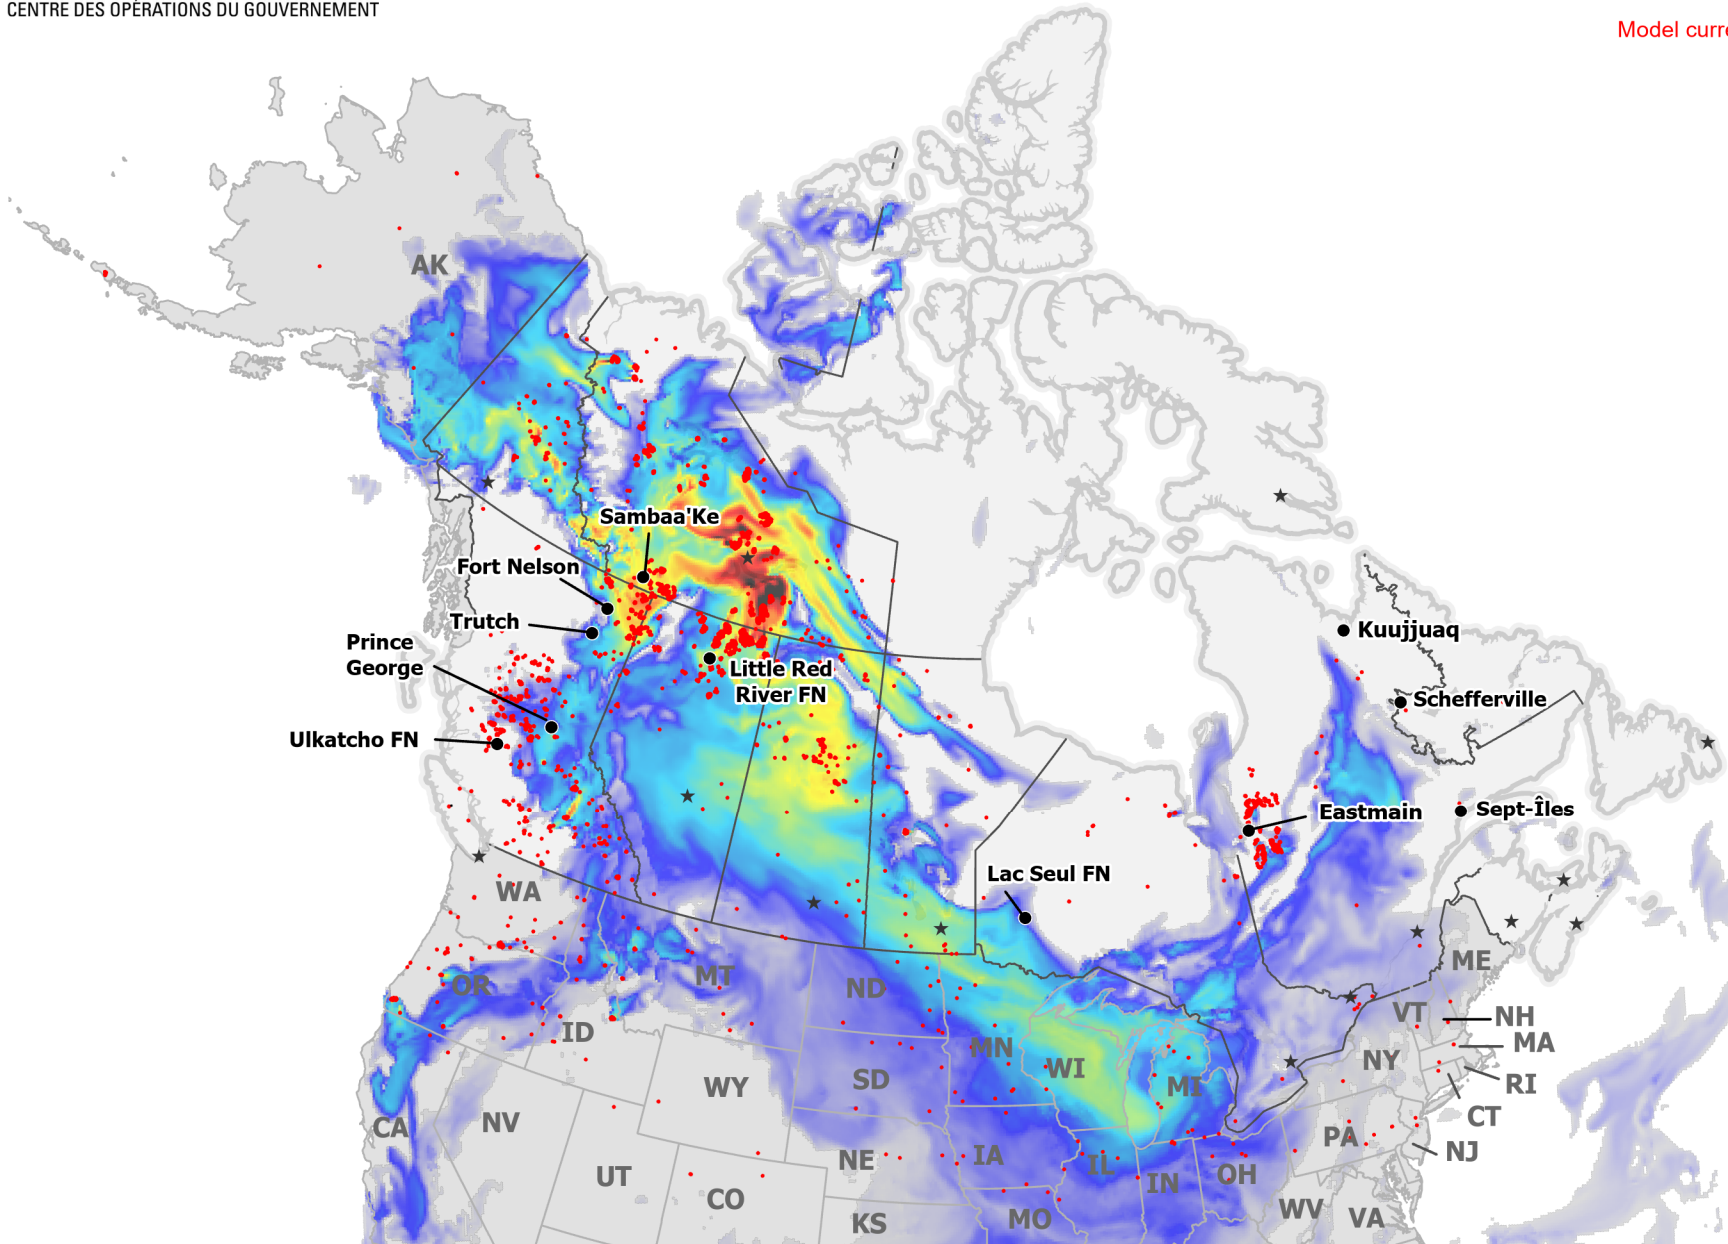 CENTRE DES OPÉRATIONS DU GOUVERNEMENT
Model curre
AK
Sambaa'Ke
Fort Nelson
Trutch
Prince
George
Little Red
River FN
Ulkatcho FN
Kuujjuaq
Schefferville
Sept-Îles
Eastmain
Lac Seul FN
WA
OR
MT
ND
ID
MN
WI
MI
SD
WY
NV
CA
UT
CO
NE
IA
IL
IN
OH
KS
MO
WV
VA
PA
NY
VT
ME
NH
MA
RI
CT
NJ